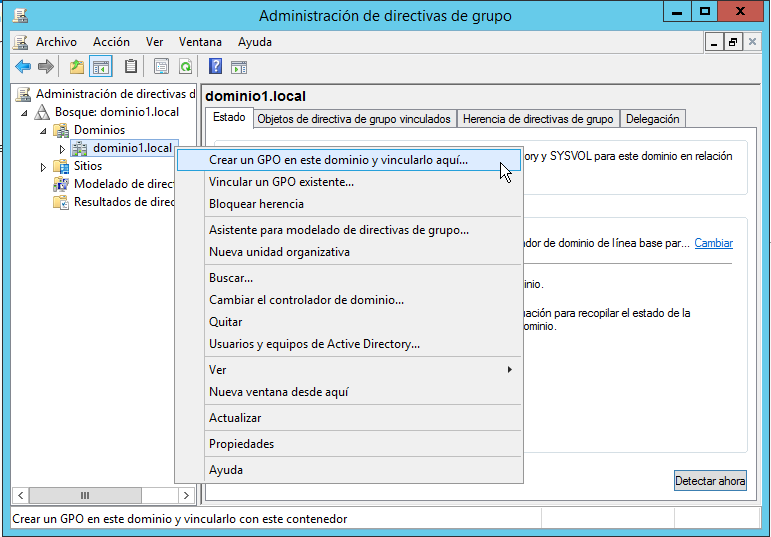 Administración de directivas de grupo
Archivo Acción Ver Ventana Ayuda
Administración de directivas d
Bosque: dominio1.local
Dominios
dominio1.local
Sitios
Modelado de direc
Resultados de direc
dominio1.local
Estado Objetos de directiva de grupo vinculados Herencia de directivas de grupo Delegación
ory y SYSVOL para este dominio en relación
ador de dominio de línea base par... Cambiar
inio.
nación para recopilar el estado de la
ominio.
Detectar ahora
Crear un GPO en este dominio y vincularlo aquí...
Vincular un GPO existente...
Bloquear herencia
Asistente para modelado de directivas de grupo...
Nueva unidad organizativa
Buscar...
Cambiar el controlador de dominio...
Quitar
Usuarios y equipos de Active Directory...
Ver
Nueva ventana desde aquí
Actualizar
Propiedades
Ayuda
Crear un GPO en este dominio y vincularlo con este contenedor